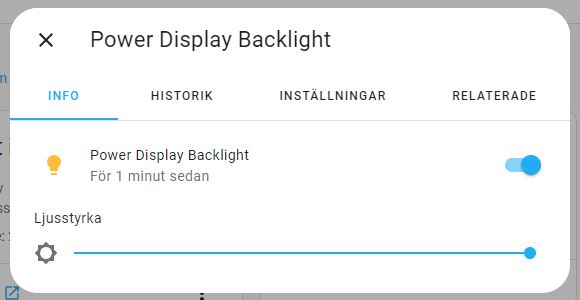 Power Display Backlight
INFO
HISTORIK
INSTÄLLNINGAR
RELATERADE
Power Display Backlight
För 1 minut sedan
Ljusstyrka